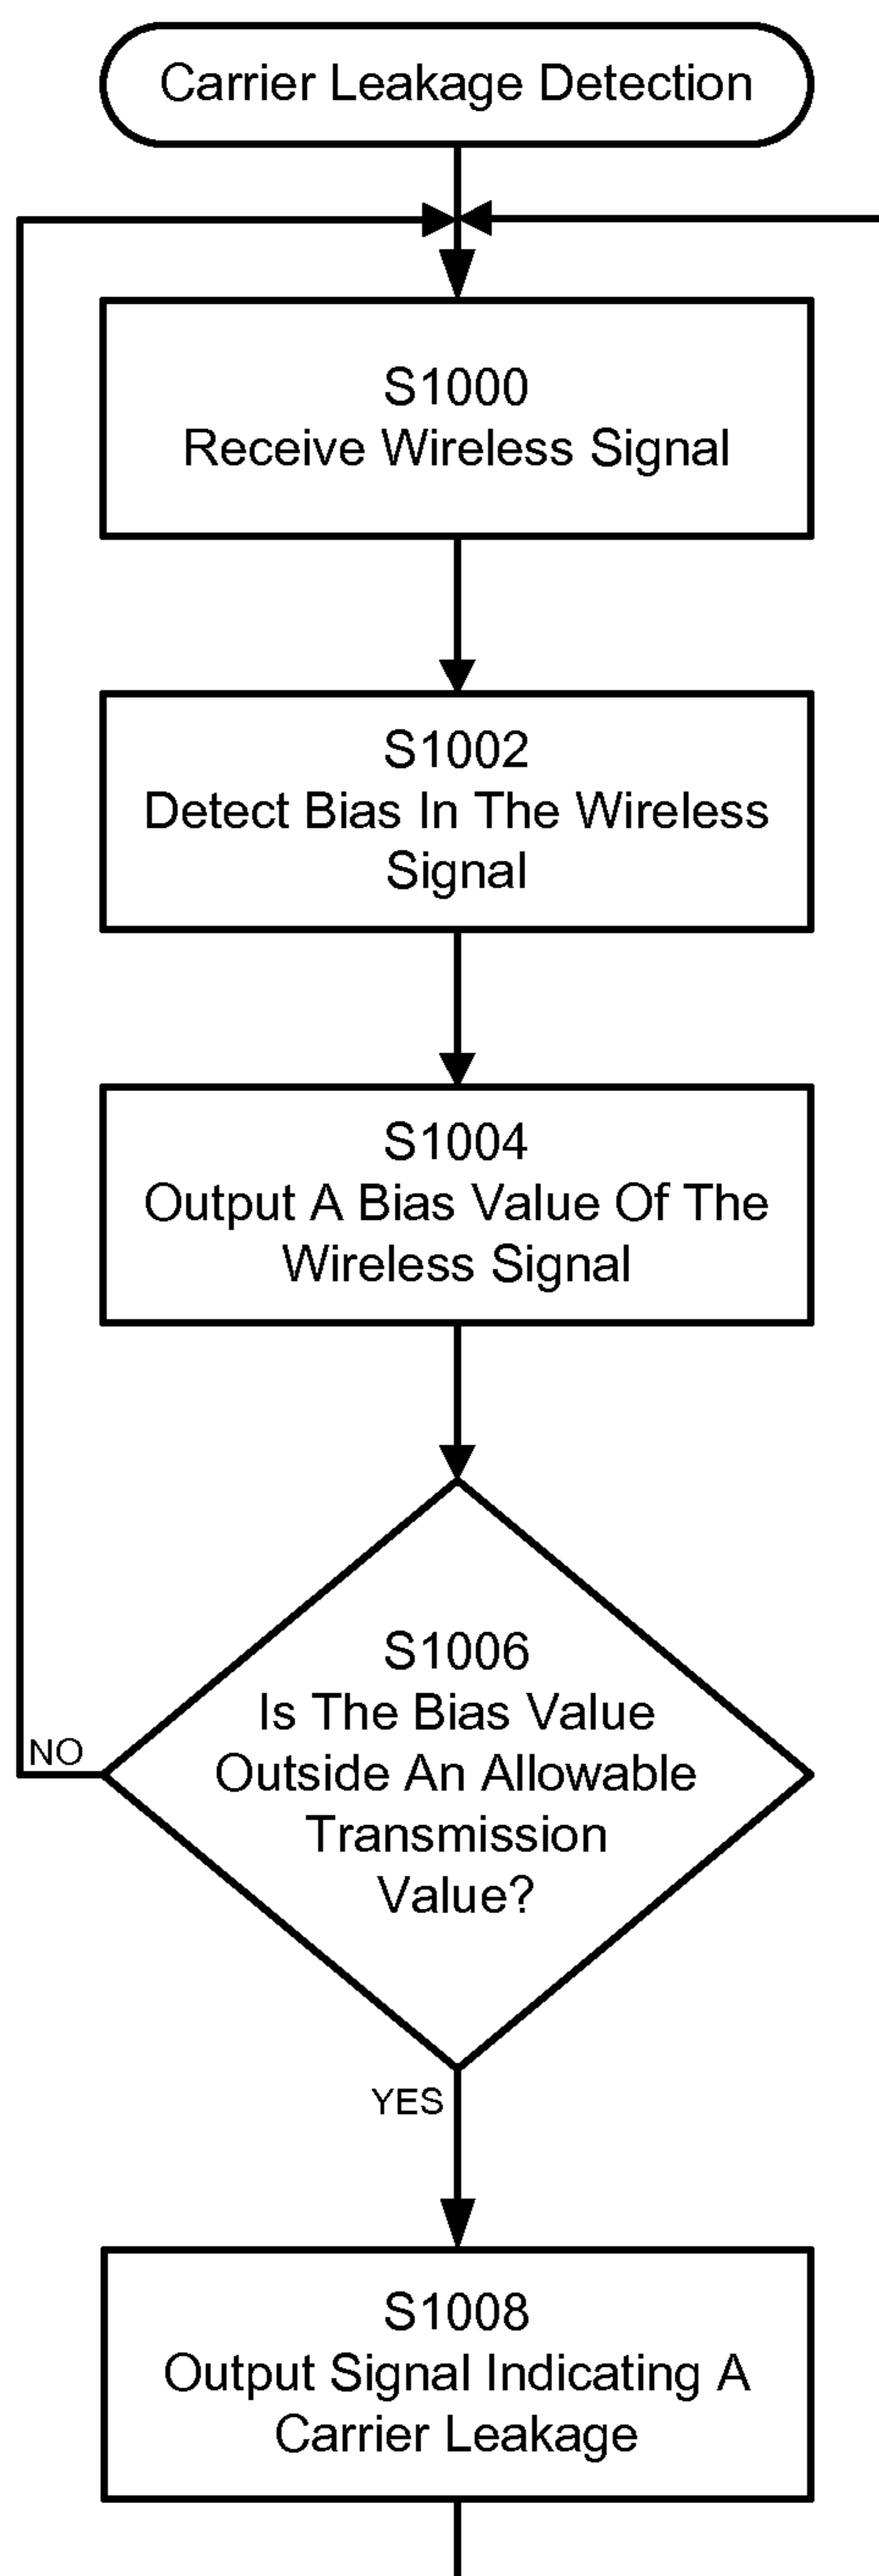 Carrier Leakage Detection
S1000
Receive Wireless Signal
S1002
Detect Bias In The Wireless
Signal
S1004
Output A Bias Value Of The
Wireless Signal
S1006
Is The Bias Value
Outside An Allowable
Transmission
Value?
NO
YES
S1008
Output Signal Indicating A
Carrier Leakage